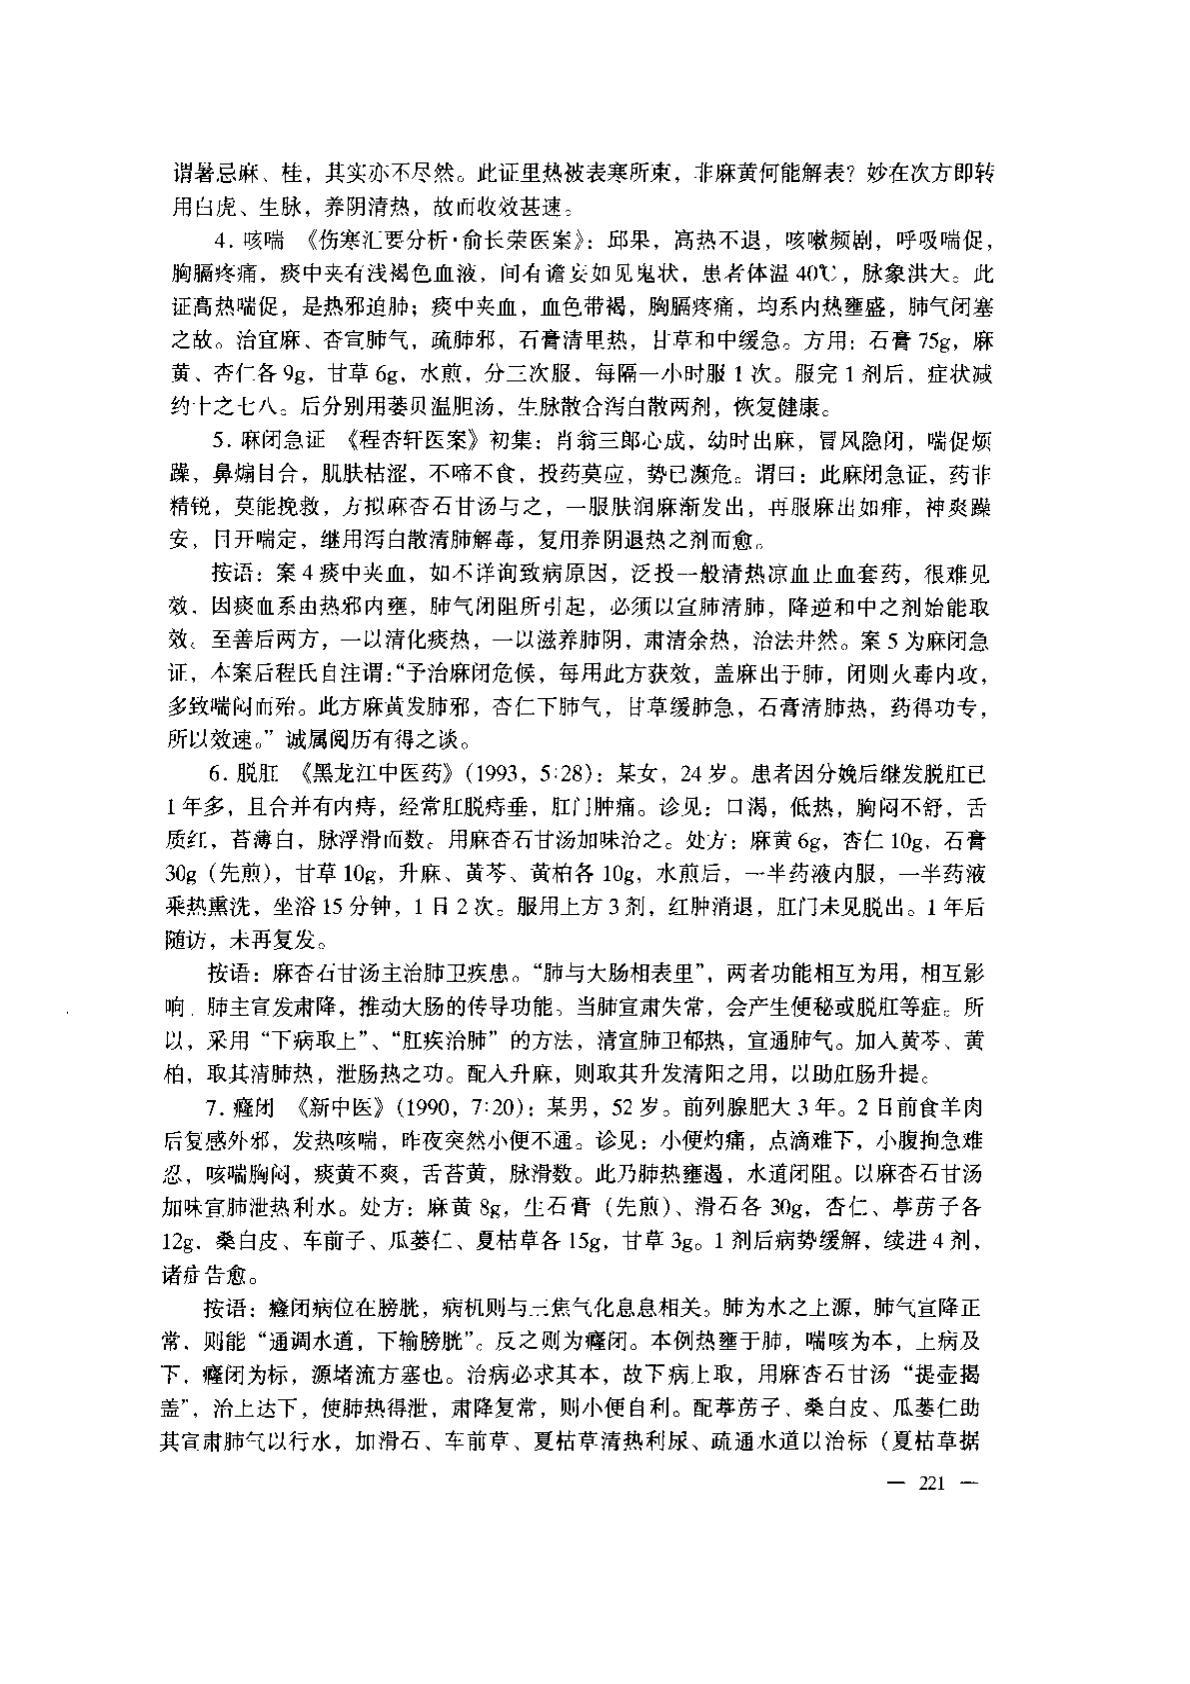 谓暑忌麻、桂，其实亦不尽然。此证里热被表寒所束，非麻黄何能解表？妙在次方即转
用白虎、生脉，养阴清热，故而收效甚速。
4. 咳喘 《伤寒汇要分析·俞长荣医案》：邱果，高热不退，咳嗽频剧，呼吸喘促，
胸膈疼痛，痰中夹有浅褐色血液，间有谵妄如见鬼状，患者体温 40℃，脉象洪大。此
证高热喘促，是热邪迫肺；痰中夹血，血色带褐，胸膈疼痛，均系内热壅盛，肺气闭塞
之故。治宜麻、杏宣肺气，疏肺邪，石膏清里热，甘草和中缓急。方用：石膏 75g，麻
黄、杏仁各 9g，甘草 6g，水煎，分三次服，每隔一小时服 1 次。服完 1 剂后，症状减
约十之七八。后分别用蒌贝温胆汤，生脉散合泻白散两剂，恢复健康。
5. 麻闭急证 《程杏轩医案》初集：肖翁三郎心成，幼时出麻，冒风隐闭，喘促烦
躁，鼻煽目合，肌肤枯涩，不啼不食，投药莫应，势已濒危。谓曰：此麻闭急证，药非
精锐，莫能挽救，方拟麻杏石甘汤与之，一服肤润麻渐发出，再服麻出如痱，神爽躁
安，目开喘定，继用泻白散清肺解毒，复用养阴退热之剂而愈。
按语：案 4 痰中夹血，如不详询致病原因，泛投一般清热凉血止血套药，很难见
效，因痰血系由热邪内壅，肺气闭阻所引起，必须以宣肺清肺，降逆和中之剂始能取
效。至善后两方，一以清化痰热，一以滋养肺阴，肃清余热，治法井然。案 5 为麻闭急
证，本案后程氏自注谓：“予治麻闭危候，每用此方获效，盖麻出于肺，闭则火毒内攻，
多致喘闷而殆。此方麻黄发肺邪，杏仁下肺气，甘草缓肺急，石膏清肺热，药得功专，
所以效速。”诚属阅历有得之谈。
6. 脱肛 《黑龙江中医药》(1993，5:28)：某女，24 岁。患者因分娩后继发脱肛已
1 年多，且合并有内痔，经常肛脱痔垂，肛门肿痛。诊见：口渴，低热，胸闷不舒，舌
质红，苔薄白，脉浮滑而数。用麻杏石甘汤加味治之。处方：麻黄 6g，杏仁 10g，石膏
30g（先煎），甘草 10g，升麻、黄芩、黄柏各 10g，水煎后，一半药液内服，一半药液
乘热熏洗，坐浴 15 分钟，1 日 2 次。服用上方 3 剂，红肿消退，肛门未见脱出。1 年后
随访，未再复发。
按语：麻杏石甘汤主治肺卫疾患。“肺与大肠相表里”，两者功能相互为用，相互影
响，肺主宣发肃降，推动大肠的传导功能。当肺宣肃失常，会产生便秘或脱肛等症。所
以，采用“下病取上”、“肛疾治肺”的方法，清宣肺卫郁热，宣通肺气。加入黄芩、黄
柏，取其清肺热，泄肠热之功。配入升麻，则取其升发清阳之用，以助肛肠升提。
7. 癃闭 《新中医》(1990，7:20)：某男，52 岁。前列腺肥大 3 年。2 日前食羊肉
后复感外邪，发热咳喘，昨夜突然小便不通。诊见：小便灼痛，点滴难下，小腹拘急难
忍，咳喘胸闷，痰黄不爽，舌苔黄，脉滑数。此乃肺热壅遏，水道闭阻。以麻杏石甘汤
加味宣肺泄热利水。处方：麻黄 8g，生石膏（先煎）、滑石各 30g，杏仁、葶苈子各
12g，桑白皮、车前子、瓜蒌仁、夏枯草各 15g，甘草 3g。1 剂后病势缓解，续进 4 剂，
诸症告愈。
按语：癃闭病位在膀胱，病机则与三焦气化息息相关。肺为水之上源，肺气宣降正
常，则能“通调水道，下输膀胱”。反之则为癃闭。本例热壅于肺，喘咳为本，上病及
下，癃闭为标，源堵流方塞也。治病必求其本，故下病上取，用麻杏石甘汤“提壶揭
盖”，治上达下，使肺热得泄，肃降复常，则小便自利。配葶苈子、桑白皮、瓜蒌仁助
其宣肃肺气以行水，加滑石、车前草、夏枯草清热利尿、疏通水道以治标（夏枯草据
— 221 —